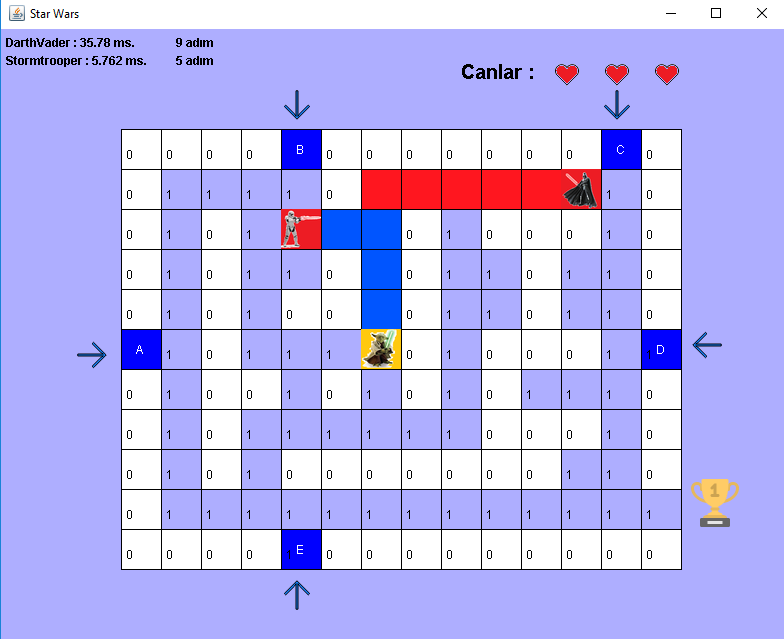 Star Wars
DarthVader : 35.78 ms. 9 adım
Stormtrooper : 5.762 ms. 5 adım
Canlar :
0 0 0 0 B 0 0 0 0 0 0 0 C 0
0 1 1 1 1 0 1 0
0 1 0 1 0 1 0 0 0 1 0
0 1 0 1 1 0 0 1 1 0 1 1 0
0 1 0 1 0 0 0 1 1 0 1 1 0
A 1 0 1 1 1 0 1 0 0 0 1 D
0 1 0 0 1 0 1 0 1 0 1 1 1 0
0 1 0 1 1 1 1 1 1 0 0 0 1 0
0 1 0 1 0 0 0 0 0 0 0 1 1 0
1
0 1 1 1 1 1 1 1 1 1 1 1 1 1
0 0 0 0 E 0 0 0 0 0 0 0 0 0